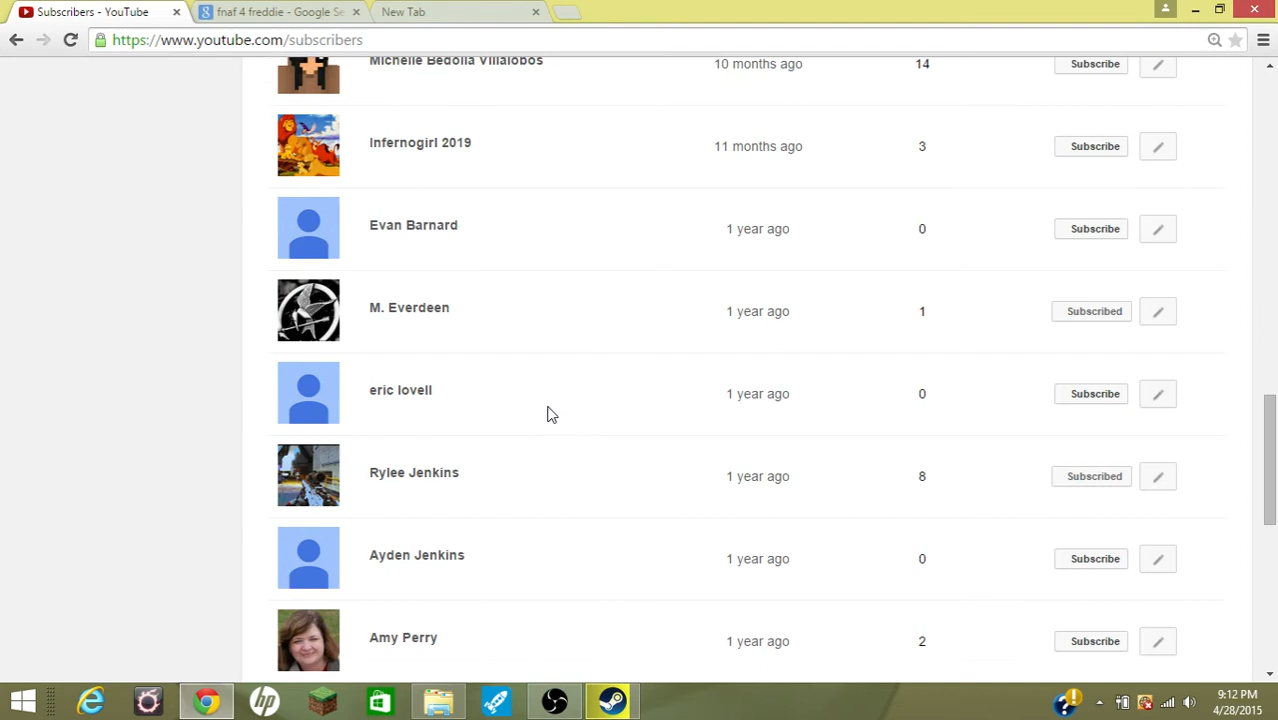 Subscribers - YouTube
fnaf 4 freddie - Google Se
New Tab
https://www.youtube.com/subscribers
Michelle Bedolla Villalobos 10 months ago 14 Subscribe
Infernogirl 2019 11 months ago 3 Subscribe
Evan Barnard 1 year ago 0 Subscribe
M. Everdeen 1 year ago 1 Subscribed
eric lovell 1 year ago 0 Subscribe
Rylee Jenkins 1 year ago 8 Subscribed
Ayden Jenkins 1 year ago 0 Subscribe
Amy Perry 1 year ago 2 Subscribe
9:12 PM
4/28/2015